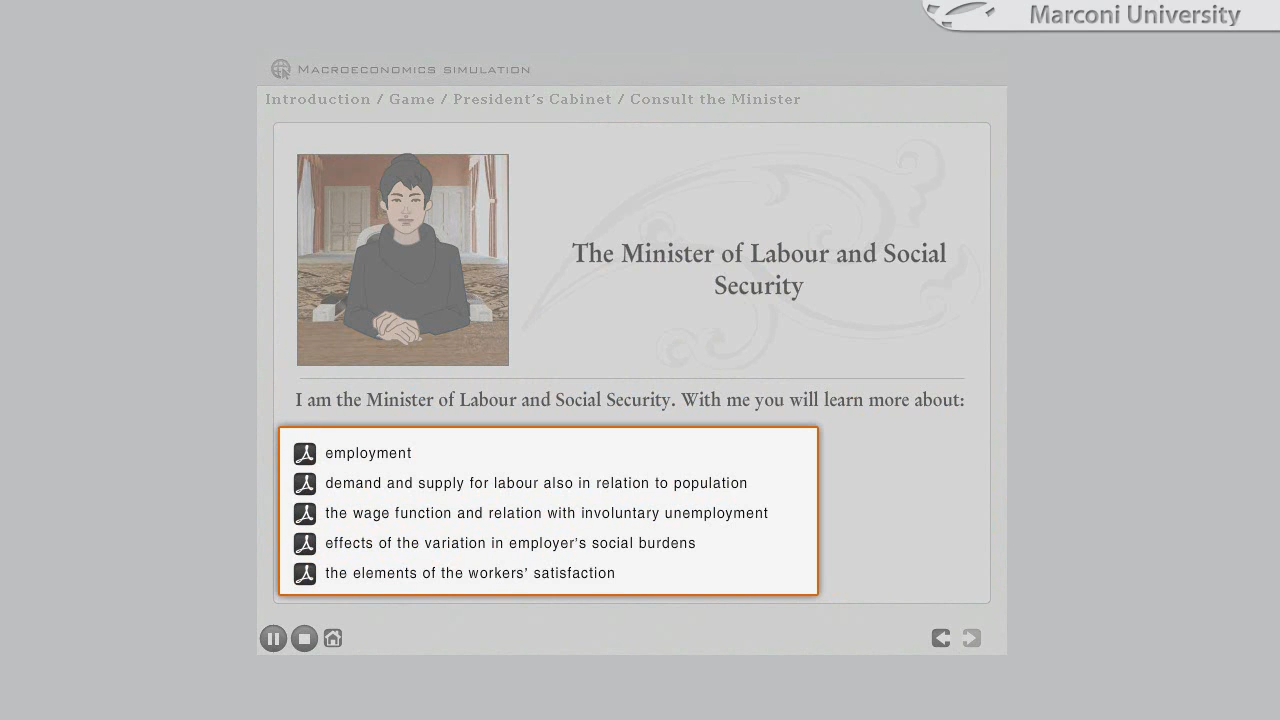 Marconi University
Macroeconomics simulation
Introduction / Game / President's Cabinet / Consult the Minister
The Minister of Labour and Social
Security
I am the Minister of Labour and Social Security. With me you will learn more about:
employment
demand and supply for labour also in relation to population
the wage function and relation with involuntary unemployment
effects of the variation in employer's social burdens
the elements of the workers' satisfaction